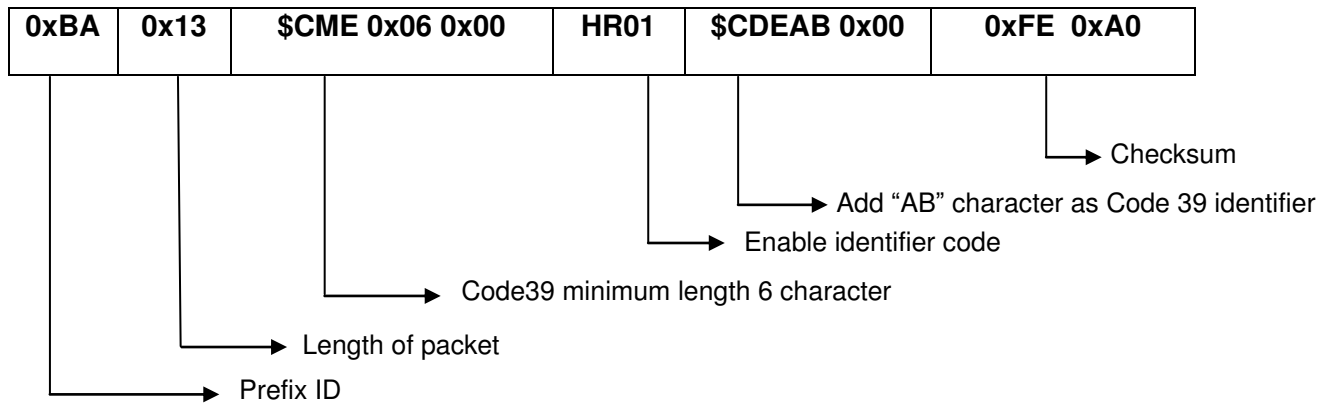 0xBA 0x13 $CME 0x06 0x00 HR01 $CDEAB 0x00 0xFE 0xA0
Checksum
Add “AB” character as Code 39 identifier
Enable identifier code
Code39 minimum length 6 character
Length of packet
Prefix ID